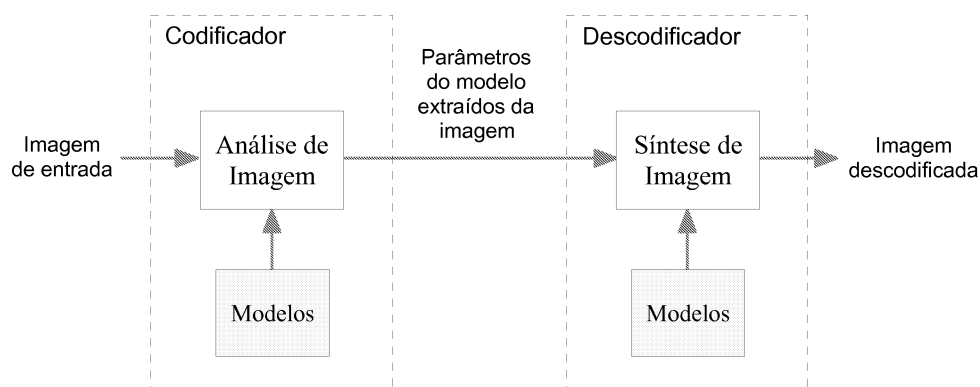 Codificador
Descodificador
Parâmetros
do modelo
extraídos da
imagem
Imagem
de entrada
Análise de
Imagem
Síntese de
Imagem
Imagem
descodificada
Modelos
Modelos